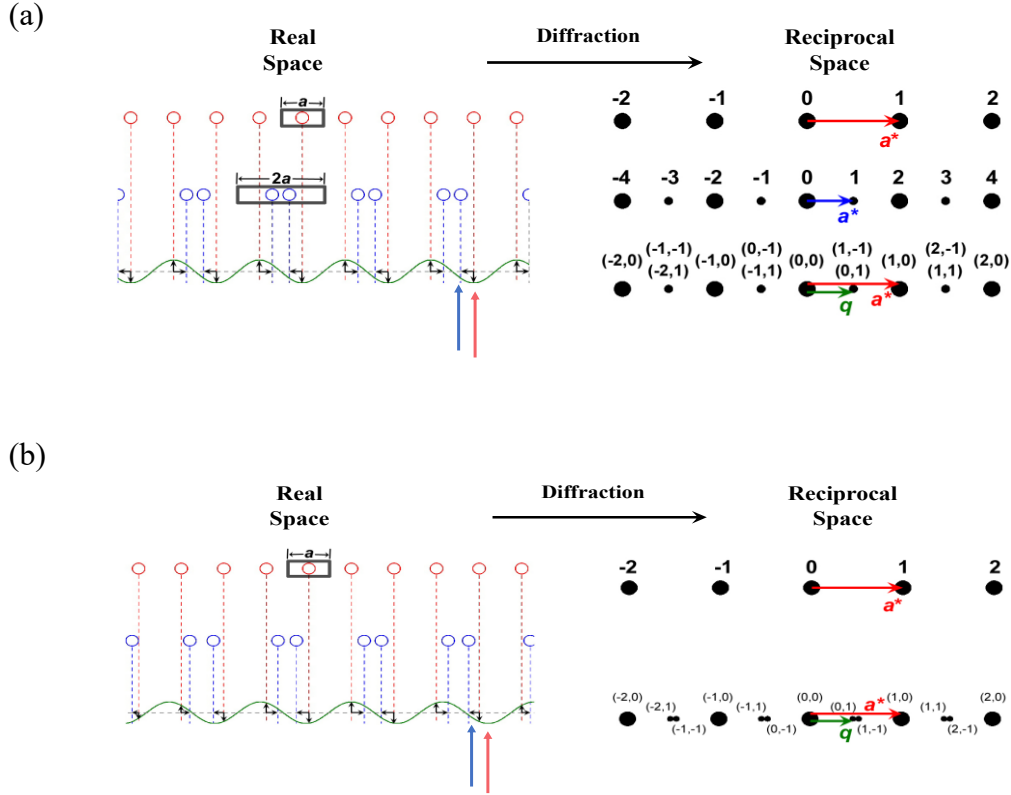 (a)
Real
Space
Diffraction
Reciprocal
Space
a
-2 -1 0 1 2
a*
2a
-4 -3 -2 -1 0 1 2 3 4
a*
(-1,-1) (0,-1) (1,-1) (2,-1)
(-2,0) (-2,1) (-1,0) (-1,1) (0,0) (0,1) (1,0) (1,1) (2,0)
a*
q
(b)
Real
Space
Diffraction
Reciprocal
Space
a
-2 -1 0 1 2
a*
(-2,0) (-1,0) (0,0) (1,0) (2,0)
(-2,1) (-1,1) (0,1) a* (1,1)
(-1,-1) (0,-1) q (1,-1) (2,-1)